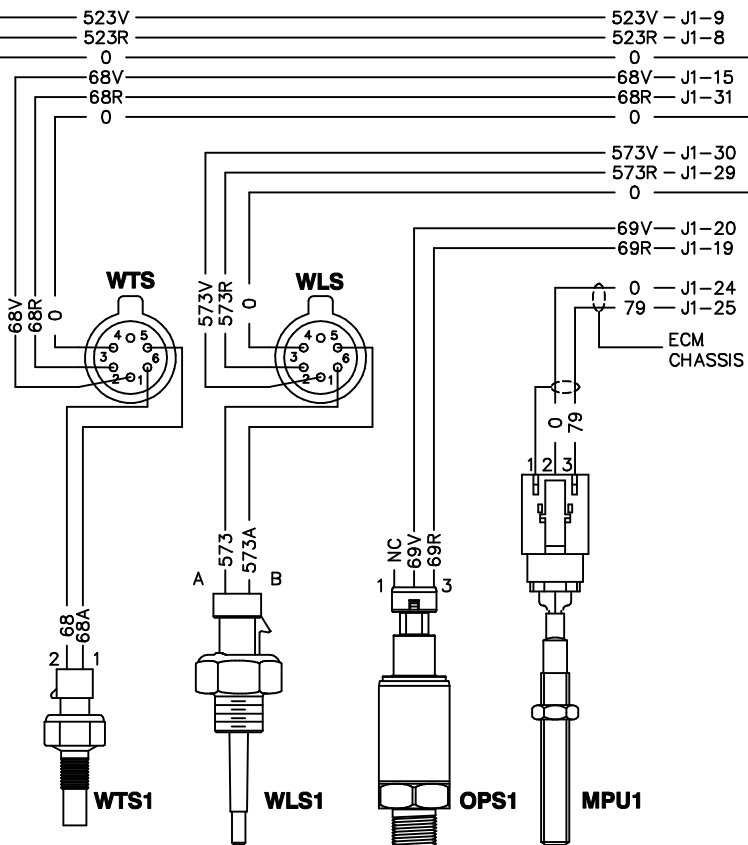 523V 523V J1-9
523R 523R J1-8
0 0
68V 68V J1-15
68R 68R J1-31
0 0
573V J1-30
573R J1-29
0
69V J1-20
69R J1-19
WTS WLS
0 J1-24
79 J1-25
68V 68R 0 573V 573R 0
4 5 3 6 2 1
4 5 3 6 2 1
ECM
CHASSIS
0 79
1 2 3
573 573A NC 69V 69R
A B 1 3
68 68A
2 1
WTS1 WLS1 OPS1 MPU1